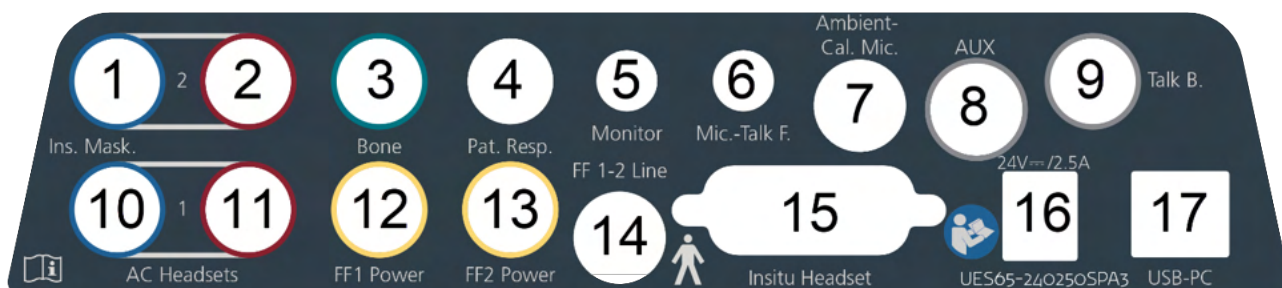 1 2 2 3 4 5 6 Ambient-
Cal. Mic.
7 AUX
8 9 Talk B.
Ins. Mask. Bone Pat. Resp. Monitor Mic.-Talk F.
10 1 11 12 13 FF 1-2 Line
14 15 24V⎓/2.5A
16 17
AC Headsets FF1 Power FF2 Power Insitu Headset UES65-240250SPA3 USB-PC